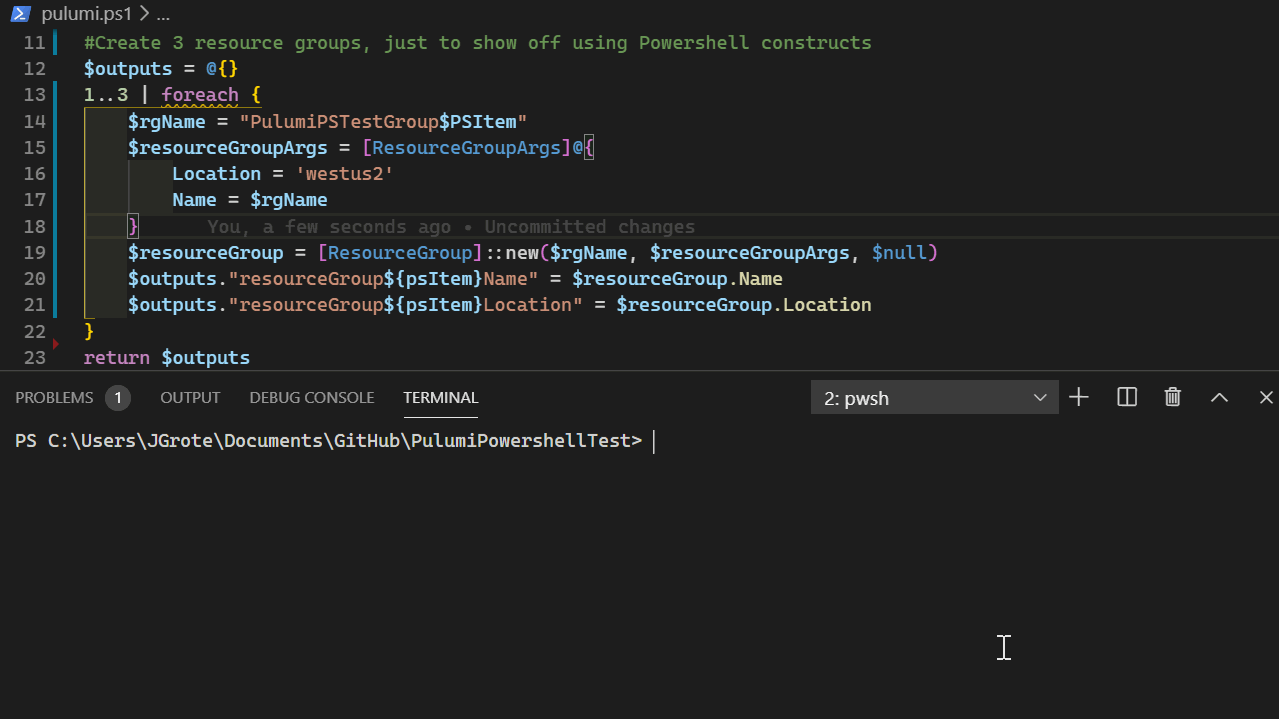 pulumi.ps1 > ...
11 #Create 3 resource groups, just to show off using Powershell constructs
12 $outputs = @{}
13 1..3 | foreach {
14     $rgName = "PulumiPSTestGroup$PSItem"
15     $resourceGroupArgs = [ResourceGroupArgs]@{
16         Location = 'westus2'
17         Name = $rgName
18     }       You, a few seconds ago • Uncommitted changes
19     $resourceGroup = [ResourceGroup]::new($rgName, $resourceGroupArgs, $null)
20     $outputs."resourceGroup${psItem}Name" = $resourceGroup.Name
21     $outputs."resourceGroup${psItem}Location" = $resourceGroup.Location
22 }
23 return $outputs
PROBLEMS 1 OUTPUT DEBUG CONSOLE TERMINAL 2: pwsh
PS C:\Users\JGrote\Documents\GitHub\PulumiPowershellTest>